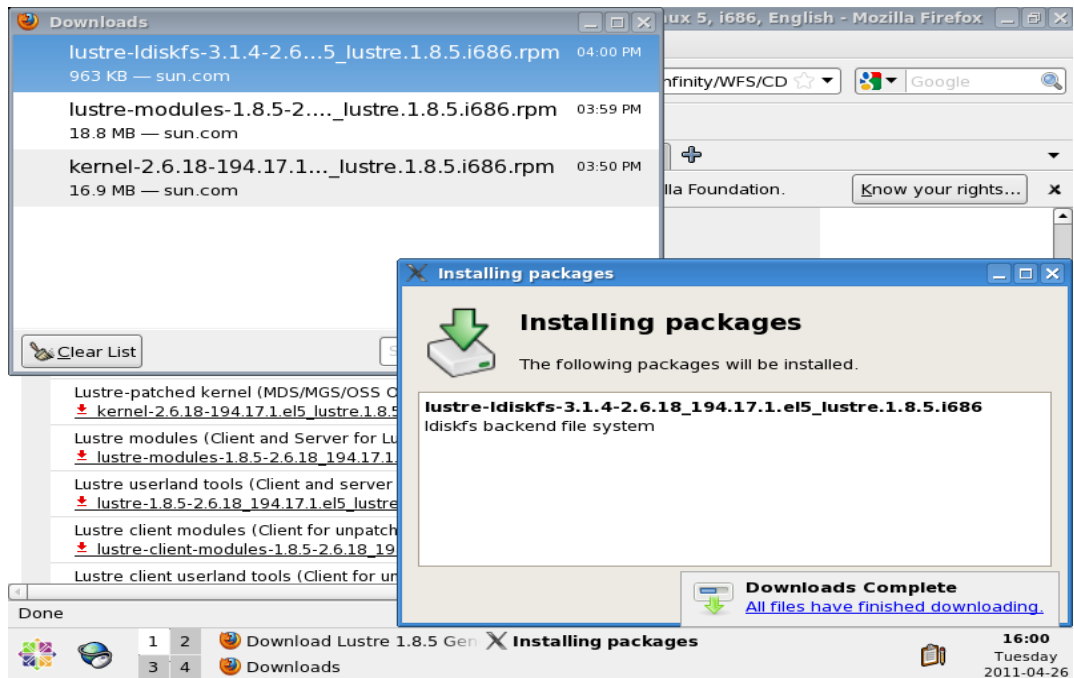 Downloads
lustre-ldiskfs-3.1.4-2.6...5_lustre.1.8.5.i686.rpm 04:00 PM
963 KB — sun.com
lustre-modules-1.8.5-2...._lustre.1.8.5.i686.rpm 03:59 PM
18.8 MB — sun.com
kernel-2.6.18-194.17.1..._lustre.1.8.5.i686.rpm 03:50 PM
16.9 MB — sun.com
Clear List
ux 5, i686, English - Mozilla Firefox
nfinity/WFS/CD
Google
lla Foundation.
Know your rights...
Installing packages
Installing packages
The following packages will be installed.
lustre-ldiskfs-3.1.4-2.6.18_194.17.1.el5_lustre.1.8.5.i686
ldiskfs backend file system
Lustre-patched kernel (MDS/MGS/OSS O
kernel-2.6.18-194.17.1.el5_lustre.1.8.5
Lustre modules (Client and Server for Lu
lustre-modules-1.8.5-2.6.18_194.17.1.
Lustre userland tools (Client and server
lustre-1.8.5-2.6.18_194.17.1.el5_lustre
Lustre client modules (Client for unpatch
lustre-client-modules-1.8.5-2.6.18_19
Lustre client userland tools (Client for un
Downloads Complete
All files have finished downloading.
Done
1 2
3 4
Download Lustre 1.8.5 Gen
Installing packages
Downloads
16:00
Tuesday
2011-04-26